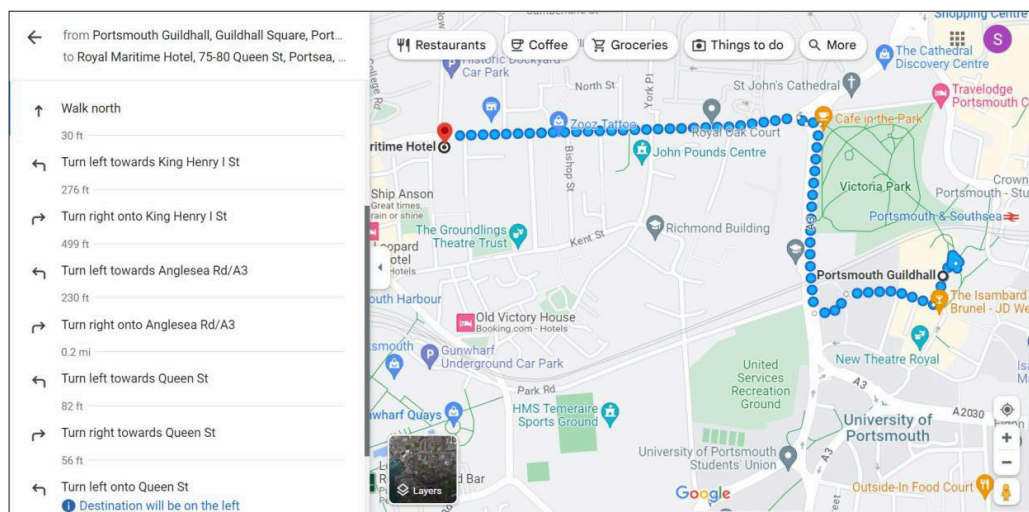 from Portsmouth Guildhall, Guildhall Square, Port...
to Royal Maritime Hotel, 75-80 Queen St, Portsea, ...
Walk north
30 ft
Turn left towards King Henry I St
276 ft
Turn right onto King Henry I St
499 ft
Turn left towards Anglesea Rd/A3
230 ft
Turn right onto Anglesea Rd/A3
0.2 mi
Turn left towards Queen St
82 ft
Turn right towards Queen St
56 ft
Turn left onto Queen St
Destination will be on the left
Shopping Centre
Restaurants
Coffee
Groceries
Things to do
More
S
The Cathedral
Discovery Centre
Historic Dockyard
Car Park
College Rd
North St
York Pl
St John's Cathedral
Travelodge
Portsmouth C
Cafe in the Park
Zooz Tattoo
Royal Oak Court
ritime Hotel
John Pounds Centre
Bishop St
Victoria Park
Crown
Portsmouth - Stu
Ship Anson
Great times,
rain or shine
Portsmouth & Southsea
A3
The Groundlings
Theatre Trust
Richmond Building
Kent St
eopard
otel
Hotels
Portsmouth Guildhall
outh Harbour
The Isambard
Brunel - JD We
Old Victory House
Booking.com - Hotels
New Theatre Royal
tsmouth
Gunwharf
Underground Car Park
United
Services
Recreation
Ground
Park Rd
A3
A2030
HMS Temeraire
Sports Ground
nwharf Quays
University of
Portsmouth
A3
University of Portsmouth
Students' Union
d Bar
Layers
Google
Outside-In Food Court